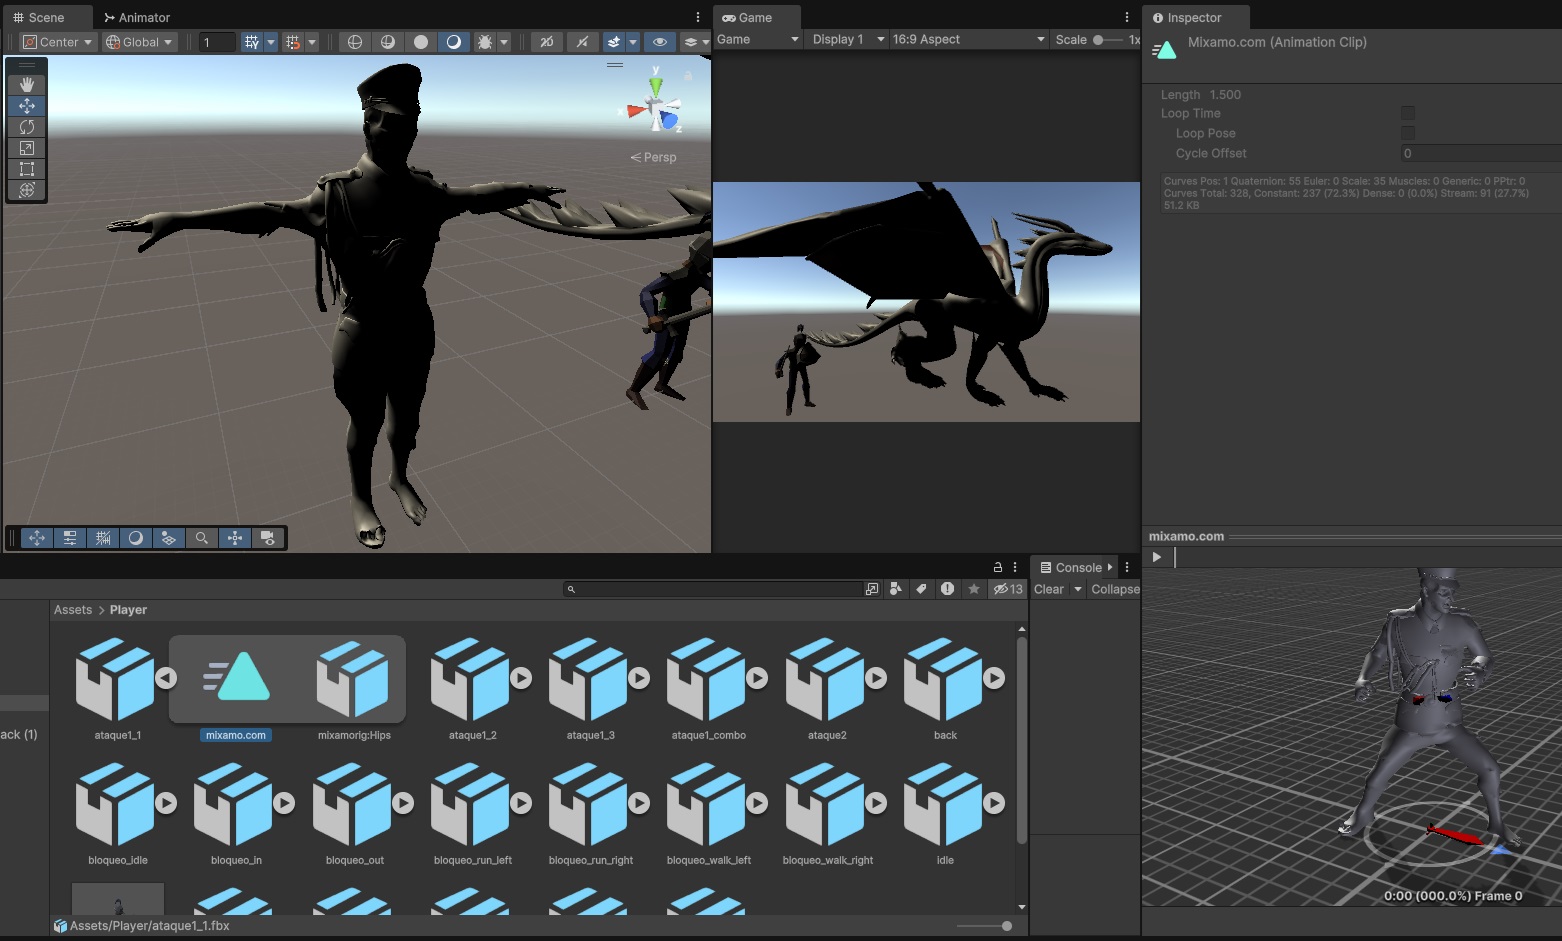 Scene
Animator
Center
Global
1
2D
y
x
z
Persp
Game
Game
Display 1
16:9 Aspect
Scale
1x
Inspector
Mixamo.com (Animation Clip)
Length 1.500
Loop Time
Loop Pose
Cycle Offset
0
Curves Pos: 1 Quaternion: 55 Euler: 0 Scale: 35 Muscles: 0 Generic: 0 PPtr: 0
Curves Total: 328, Constant: 237 (72.3%) Dense: 0 (0.0%) Stream: 91 (27.7%)
51.2 KB
mixamo.com
0:00 (000.0%) Frame 0
13
Console
Clear
Collapse
Assets > Player
ack (1)
ataque1_1
mixamo.com
mixamorig:Hips
ataque1_2
ataque1_3
ataque1_combo
ataque2
back
bloqueo_idle
bloqueo_in
bloqueo_out
bloqueo_run_left
bloqueo_run_right
bloqueo_walk_left
bloqueo_walk_right
idle
Assets/Player/ataque1_1.fbx